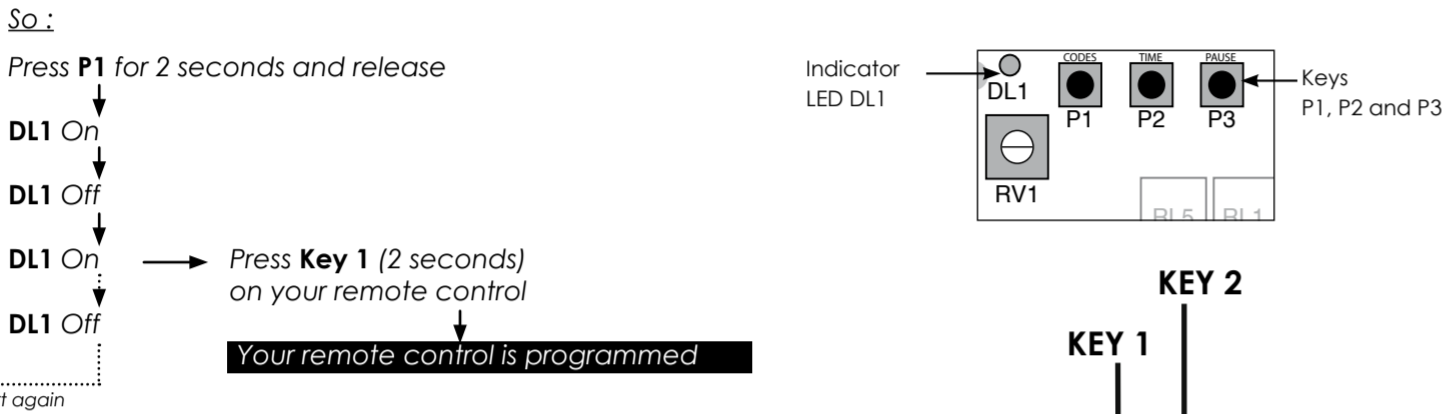 So :
Press P1 for 2 seconds and release
DL1 On
DL1 Off
DL1 On
Press Key 1 (2 seconds)
on your remote control
DL1 Off
Your remote control is programmed
again
Indicator
LED DL1
CODES TIME PAUSE
DL1
P1 P2 P3
RV1
RL5 RL1
Keys
P1, P2 and P3
KEY 2
KEY 1